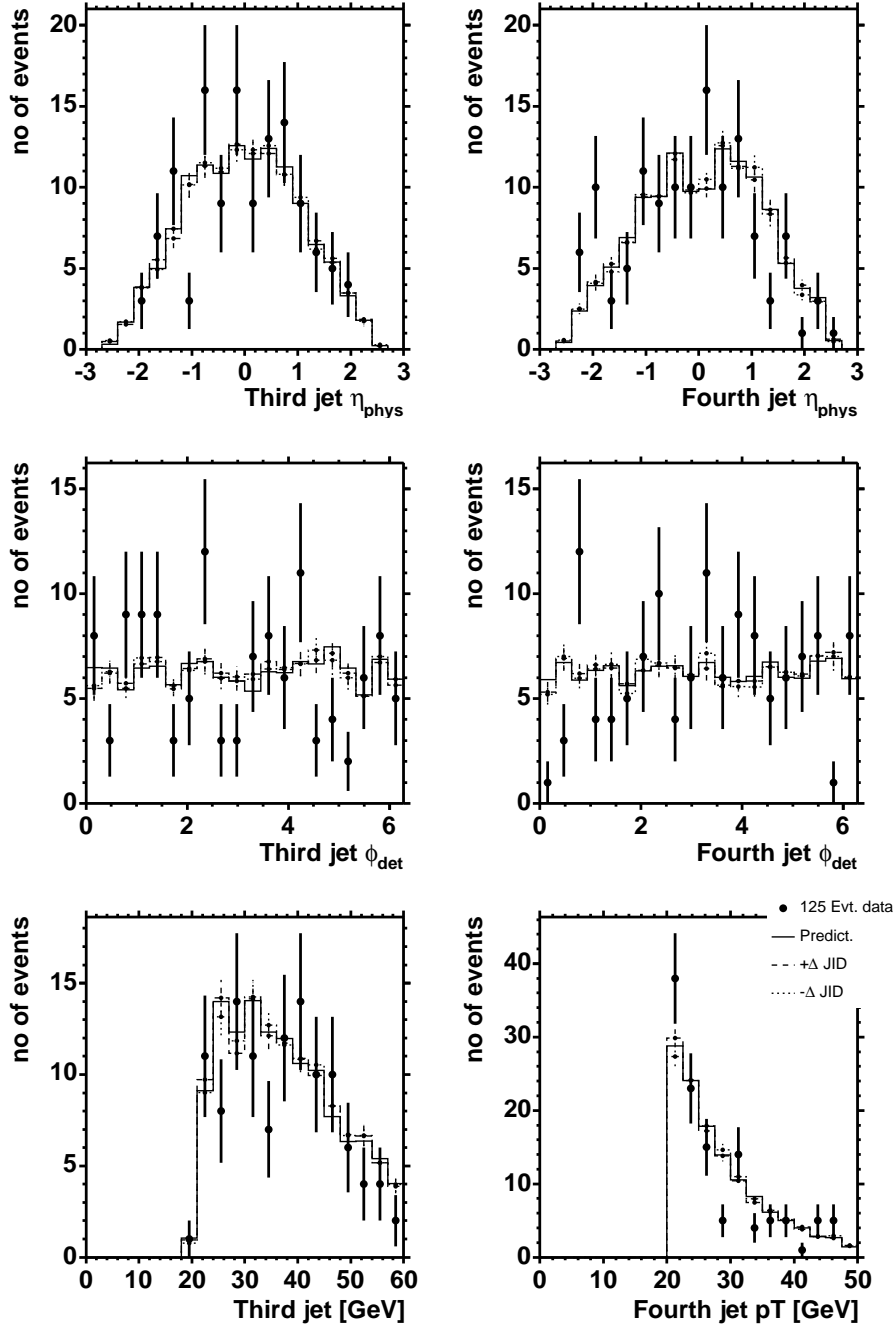 no of events
20
15
10
5
0
-3 -2 -1 0 1 2 3
Third jet ηphys
no of events
20
15
10
5
0
-3 -2 -1 0 1 2 3
Fourth jet ηphys
no of events
15
10
5
0
0 2 4 6
Third jet ϕdet
no of events
15
10
5
0
0 2 4 6
Fourth jet ϕdet
no of events
15
10
5
0
0 10 20 30 40 50 60
Third jet [GeV]
no of events
40
30
20
10
0
0 10 20 30 40 50
Fourth jet pT [GeV]
125 Evt. data
Predict.
+Δ JID
-Δ JID